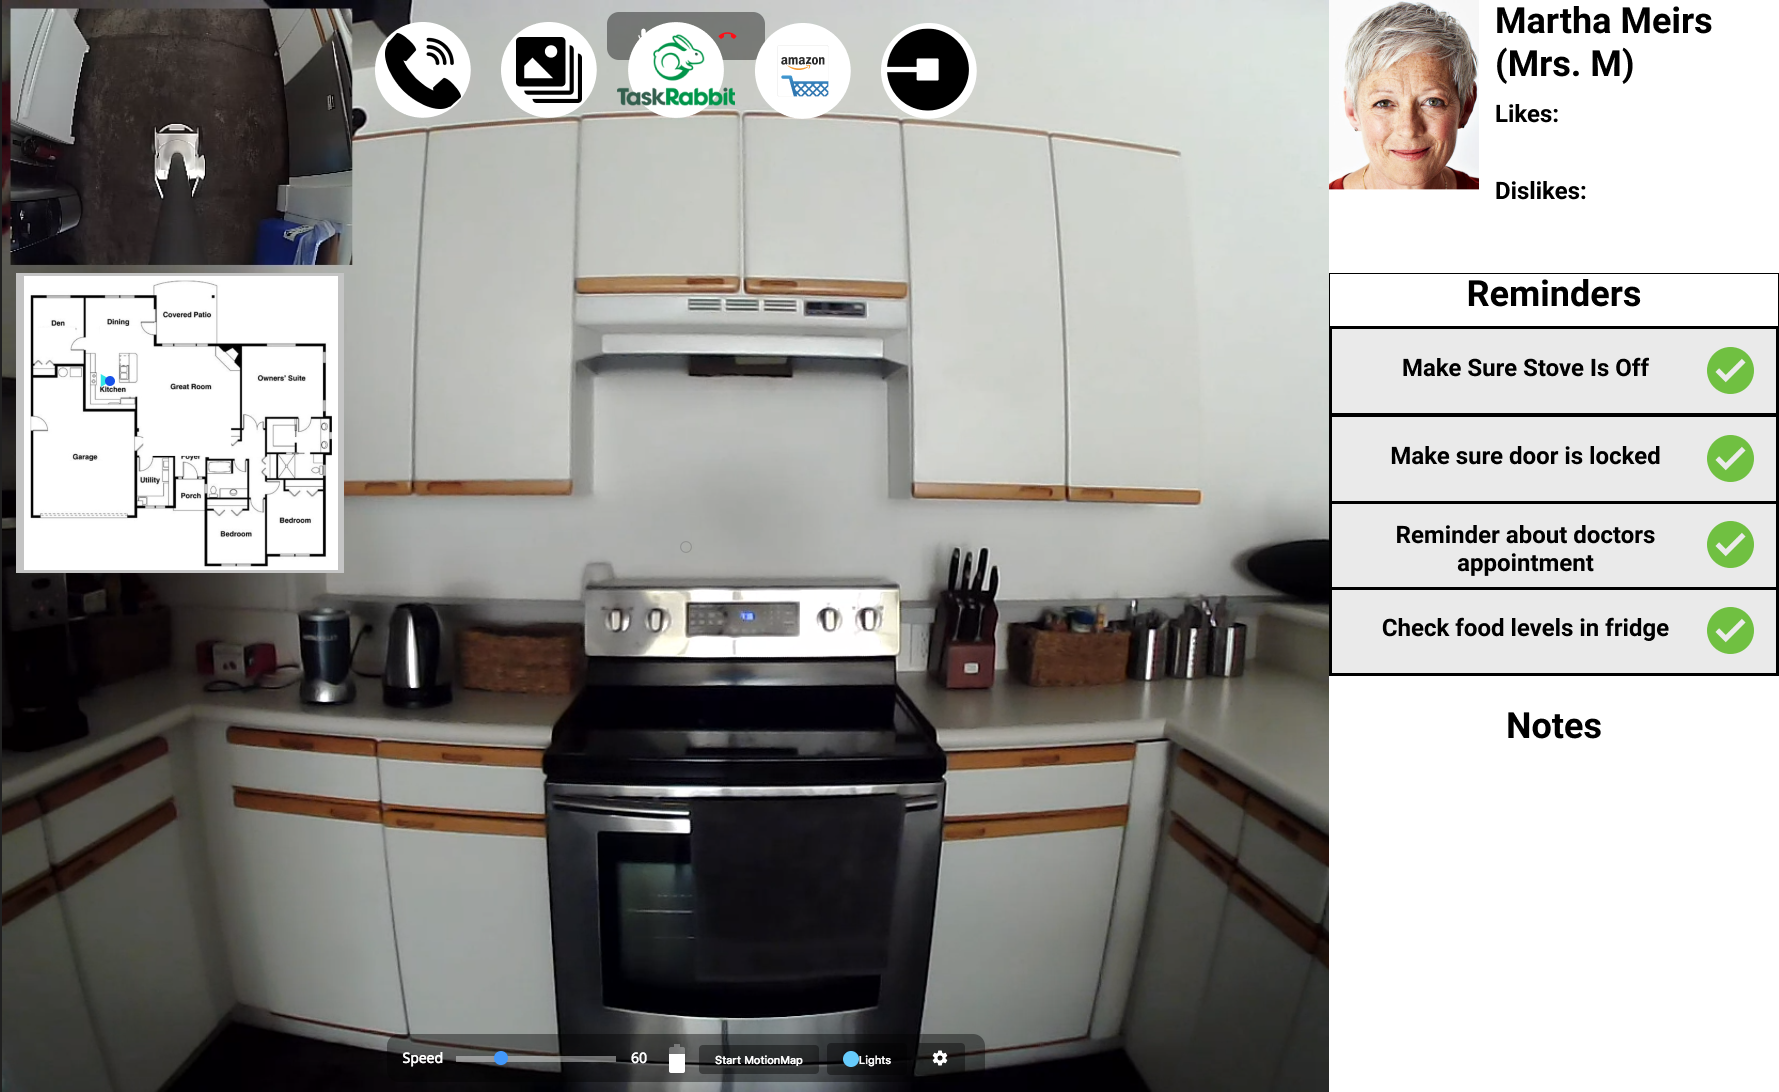 TaskRabbit
amazon
Den
Dining
Covered Patio
Kitchen
Great Room
Owners' Suite
Garage
Foyer
Utility
Porch
Bedroom
Bedroom
Speed
60
Start MotionMap
Lights
Martha Meirs
(Mrs. M)
Likes:
Dislikes:
Reminders
Make Sure Stove Is Off
Make sure door is locked
Reminder about doctors
appointment
Check food levels in fridge
Notes